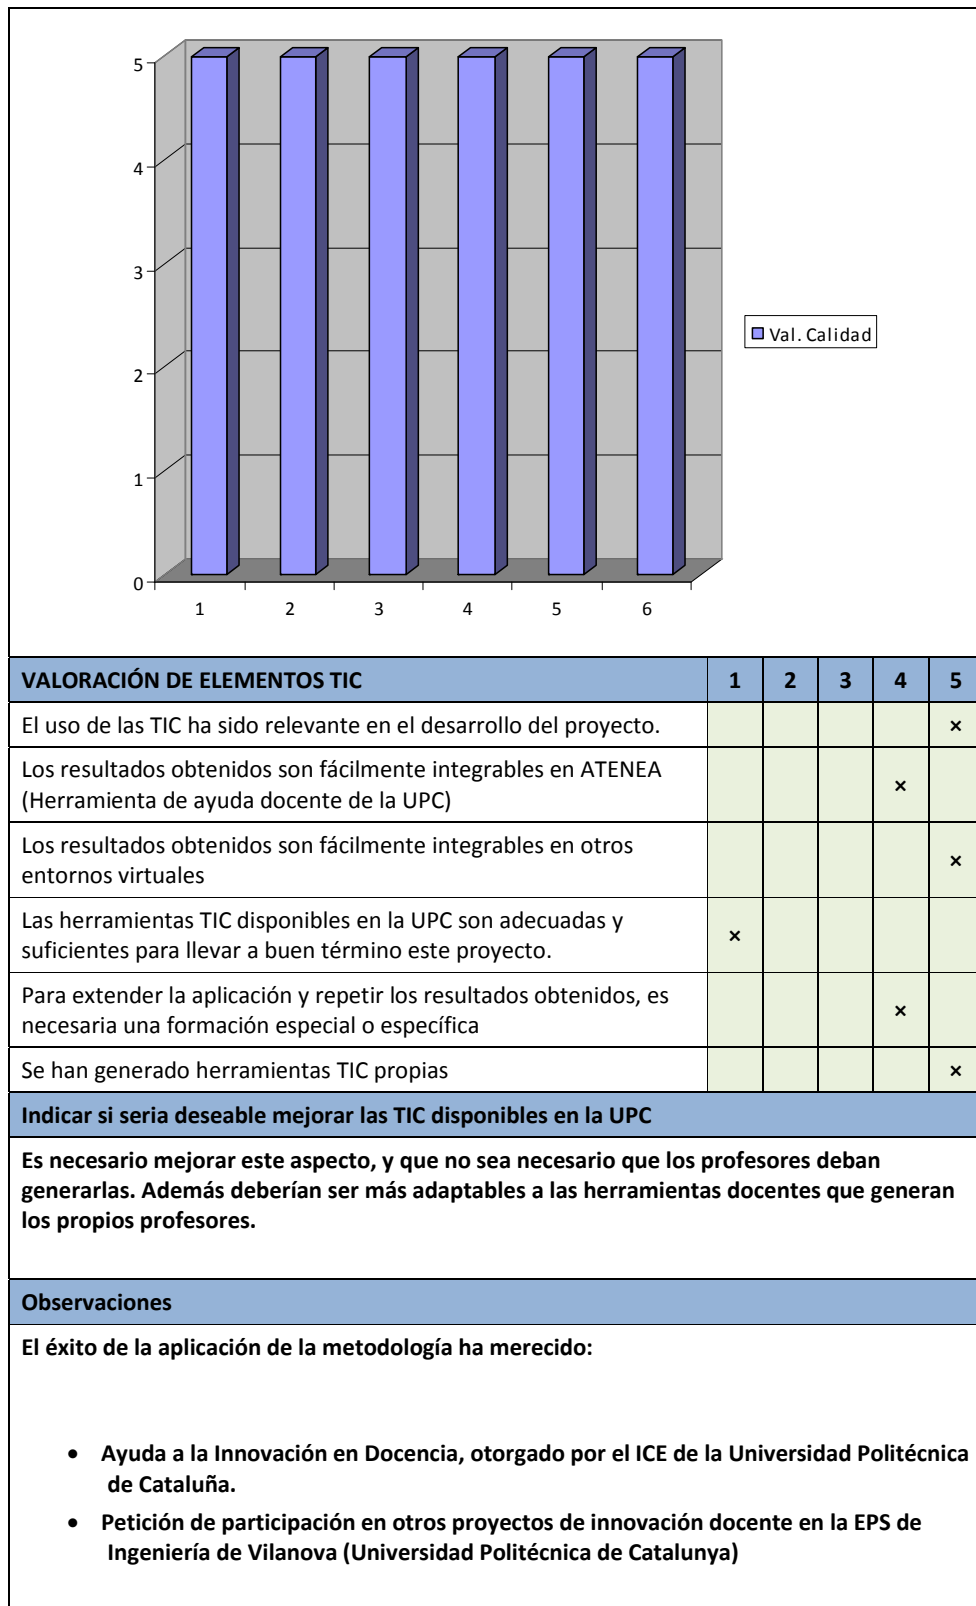 5
4
3
2
1
0
1 2 3 4 5 6
Val. Calidad
VALORACIÓN DE ELEMENTOS TIC 1 2 3 4 5
El uso de las TIC ha sido relevante en el desarrollo del proyecto. ×
Los resultados obtenidos son fácilmente integrables en ATENEA
(Herramienta de ayuda docente de la UPC) ×
Los resultados obtenidos son fácilmente integrables en otros
entornos virtuales ×
Las herramientas TIC disponibles en la UPC son adecuadas y
suficientes para llevar a buen término este proyecto. ×
Para extender la aplicación y repetir los resultados obtenidos, es
necesaria una formación especial o específica ×
Se han generado herramientas TIC propias ×
Indicar si seria deseable mejorar las TIC disponibles en la UPC
Es necesario mejorar este aspecto, y que no sea necesario que los profesores deban
generarlas. Además deberían ser más adaptables a las herramientas docentes que generan
los propios profesores.
Observaciones
El éxito de la aplicación de la metodología ha merecido:
• Ayuda a la Innovación en Docencia, otorgado por el ICE de la Universidad Politécnica
de Cataluña.
• Petición de participación en otros proyectos de innovación docente en la EPS de
Ingeniería de Vilanova (Universidad Politécnica de Catalunya)